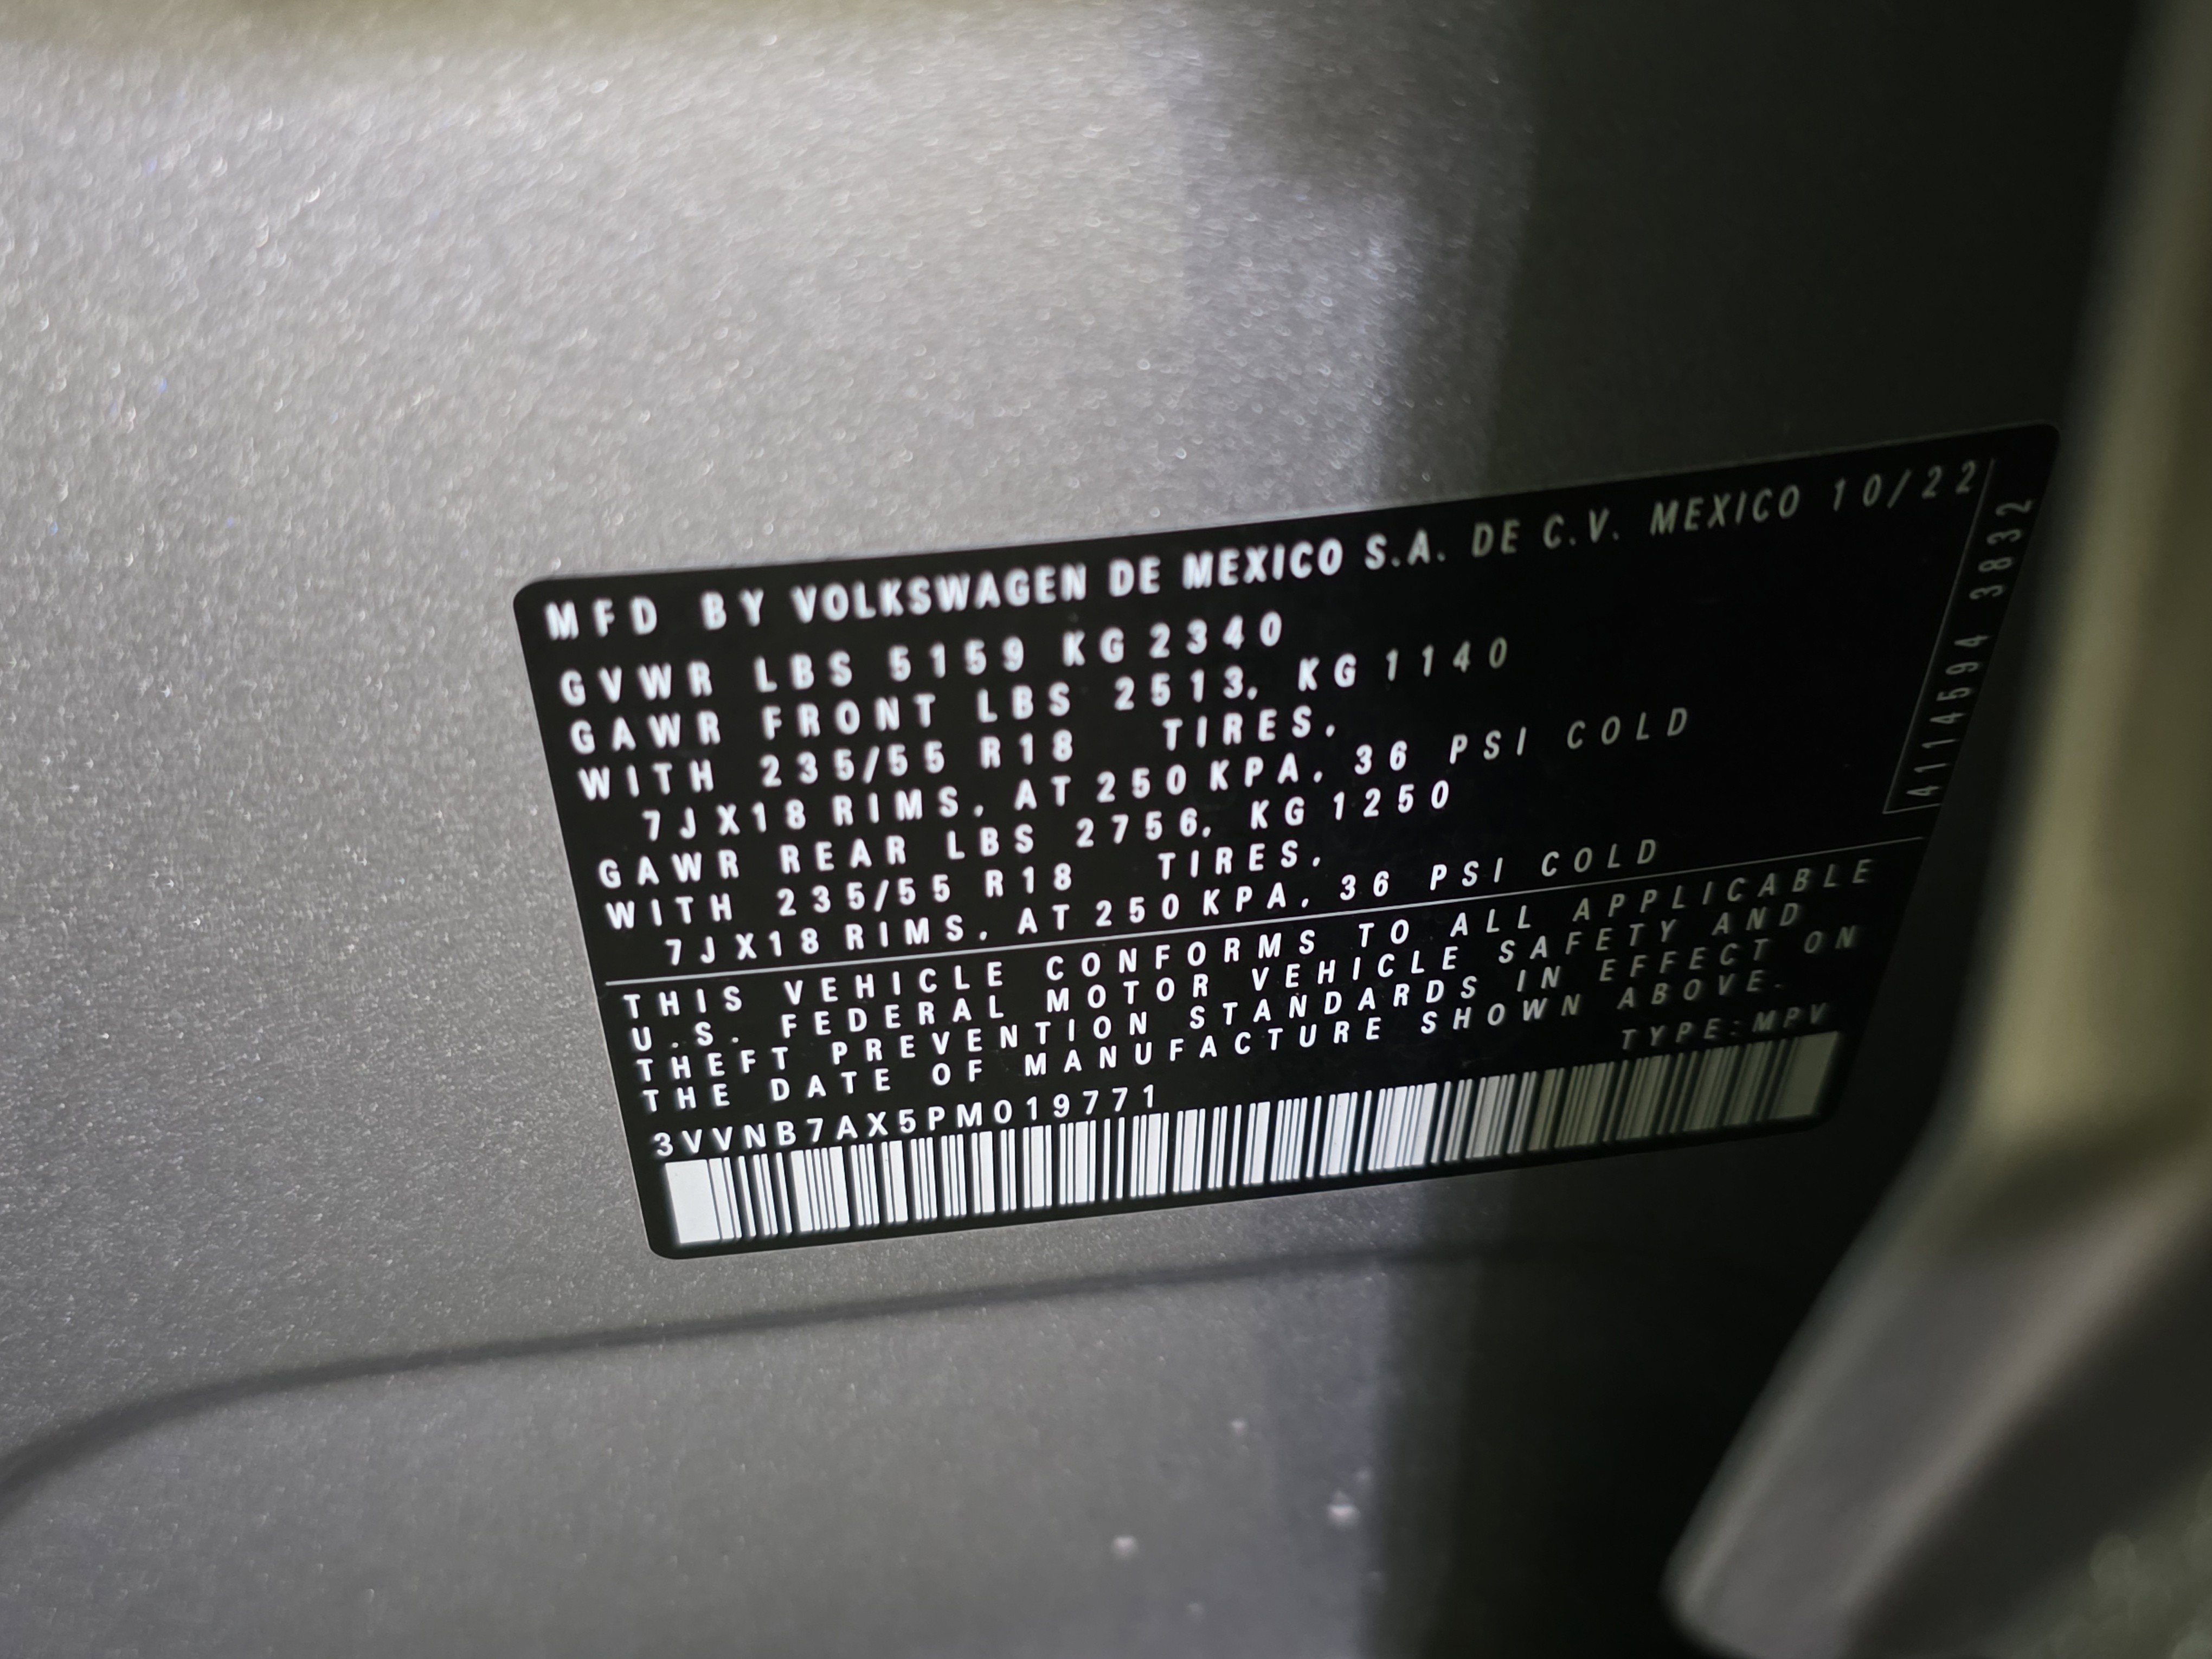 MFD BY VOLKSWAGEN DE MEXICO S.A. DE C.V. MEXICO 10/22
GVWR LBS 5159 KG 2340
GAWR FRONT LBS 2513, KG 1140
WITH 235/55 R18 TIRES,
7JX18 RIMS, AT 250 KPA, 36 PSI COLD
GAWR REAR LBS 2756, KG 1250
WITH 235/55 R18 TIRES,
7JX18 RIMS, AT 250 KPA, 36 PSI COLD
THIS VEHICLE CONFORMS TO ALL APPLICABLE
U.S. FEDERAL MOTOR VEHICLE SAFETY AND
THEFT PREVENTION STANDARDS IN EFFECT ON
THE DATE OF MANUFACTURE SHOWN ABOVE.
TYPE:MPV
3VVNB7AX5PM019771
4114594 3832